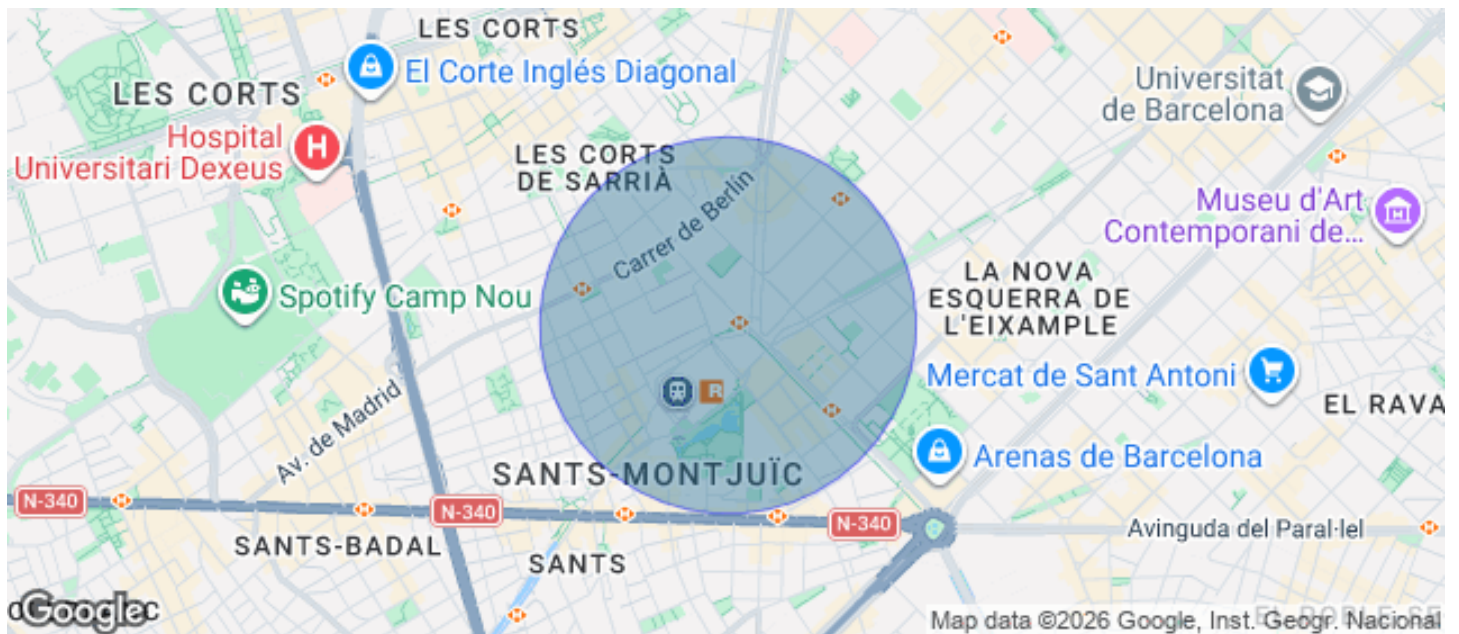 LES CORTS
El Corte Inglés Diagonal
LES CORTS
Universitat
de Barcelona
Hospital
Universitari Dexeus
H
LES CORTS
DE SARRIÀ
Carrer de Berlín
Museu d'Art
Contemporani de...
LA NOVA
ESQUERRA DE
L'EIXAMPLE
Spotify Camp Nou
Mercat de Sant Antoni
R
EL RAVA
Av. de Madrid
Arenas de Barcelona
SANTS-MONTJUÏC
N-340
N-340
N-340
Avinguda del Paral·lel
SANTS-BADAL
SANTS
Google
Map data ©2026 Google, Inst. Geogr. Nacional